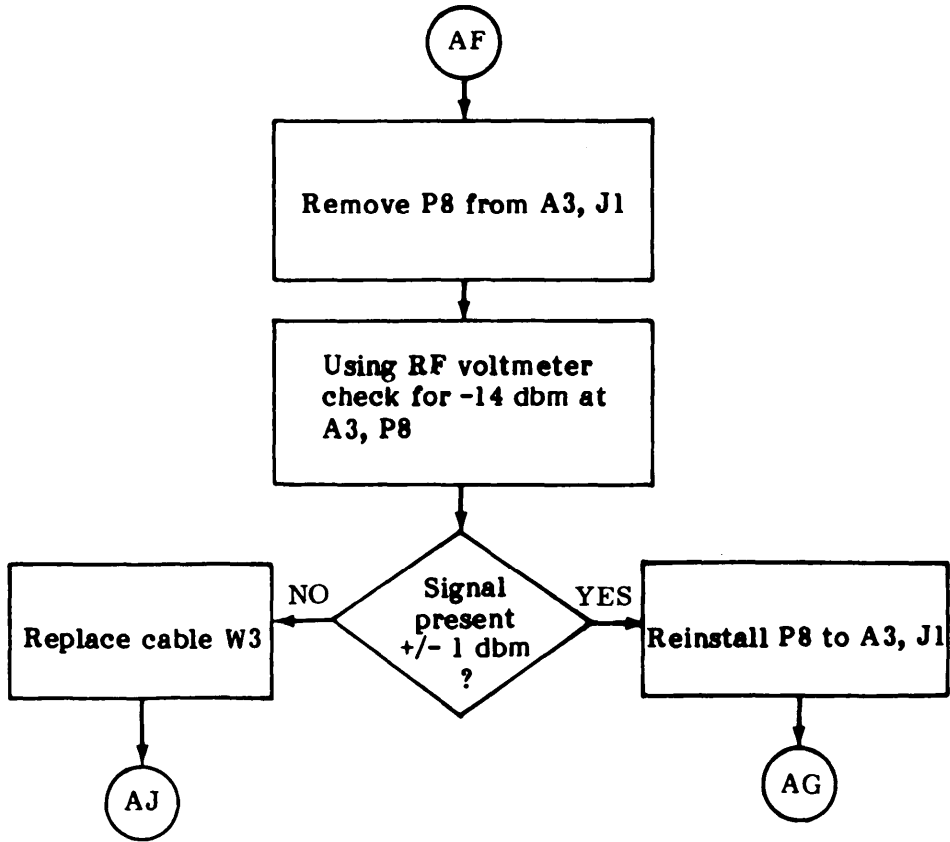 AF
Remove P8 from A3, J1
Using RF voltmeter
check for -14 dbm at
A3, P8
Signal
present
+/- 1 dbm
?
NO
YES
Replace cable W3
Reinstall P8 to A3, J1
AJ
AG